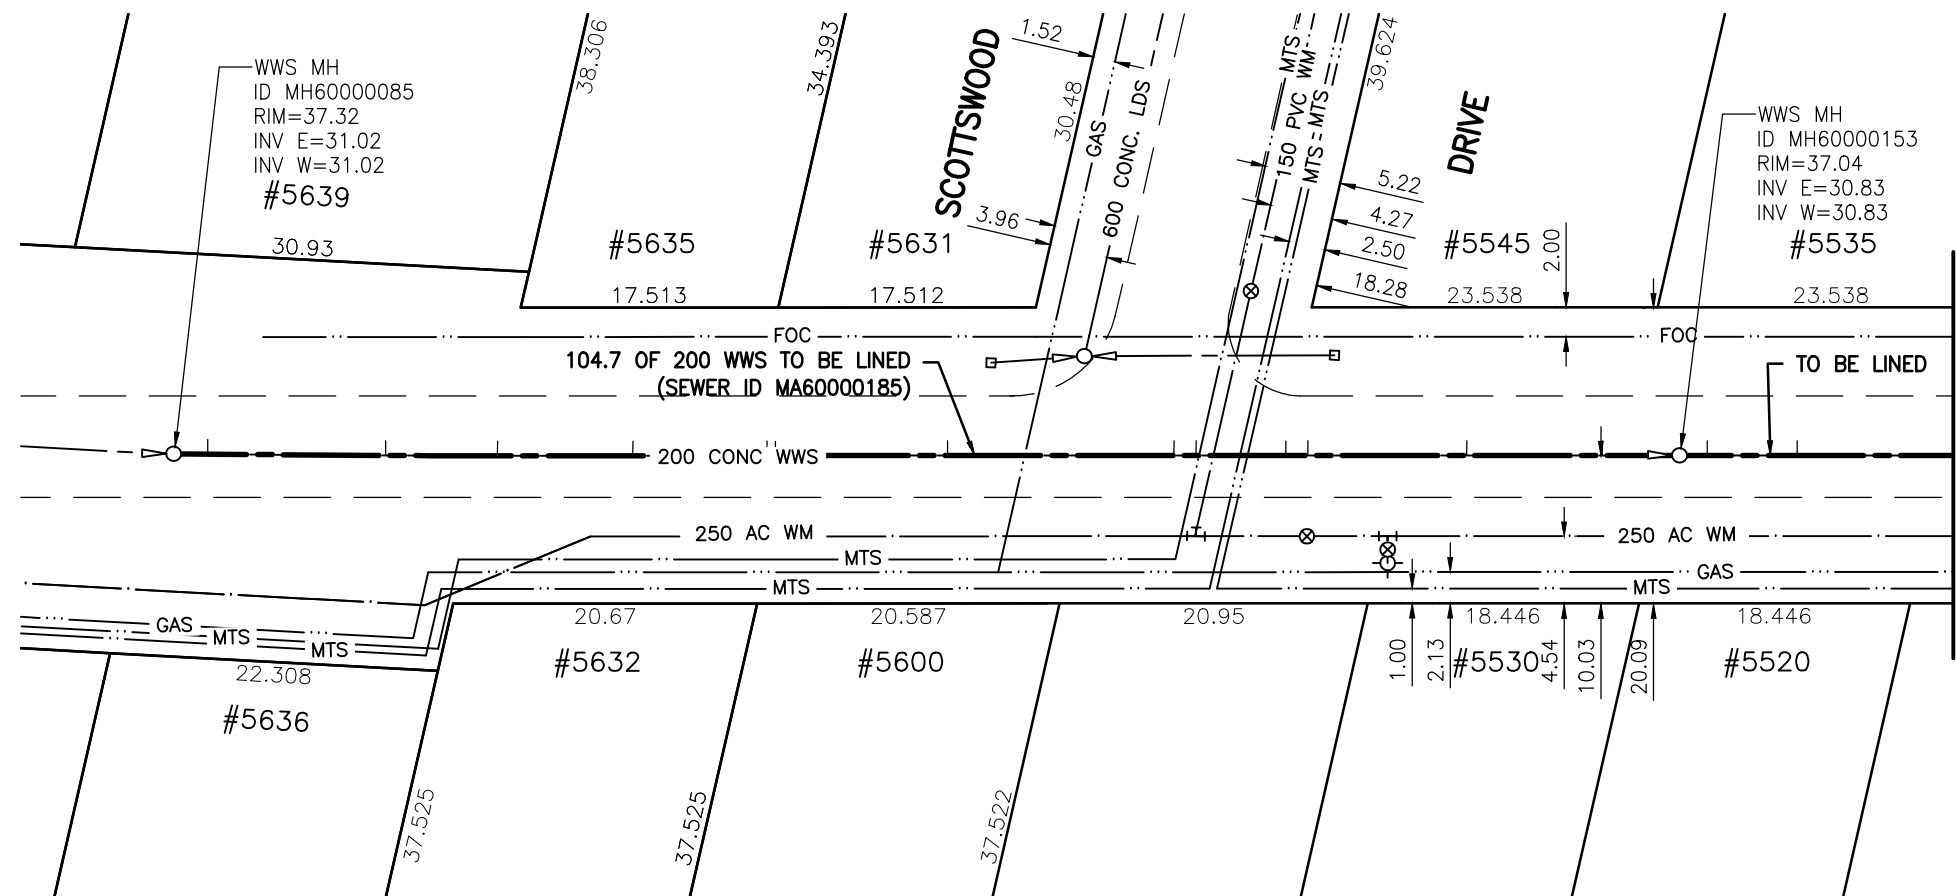 WWS MH
ID MH60000085
RIM=37.32
INV E=31.02
INV W=31.02
#5639
30.93
38.306
#5635
17.513
34.393
#5631
17.512
SCOTTSWOOD
1.52
30.48
3.96
GAS
600 CONC. LDS
MTS
150 PVC WM
MTS
MTS
39.624
DRIVE
5.22
4.27
2.50
18.28
#5545
23.538
2.00
WWS MH
ID MH60000153
RIM=37.04
INV E=30.83
INV W=30.83
#5535
23.538
FOC
FOC
104.7 OF 200 WWS TO BE LINED
(SEWER ID MA60000185)
TO BE LINED
200 CONC WWS
250 AC WM
250 AC WM
MTS
GAS
MTS
MTS
GAS
MTS
MTS
22.308
#5636
20.67
#5632
20.587
#5600
20.95
18.446
#5530
18.446
#5520
1.00
2.13
4.54
10.03
20.09
37.525
37.525
37.522